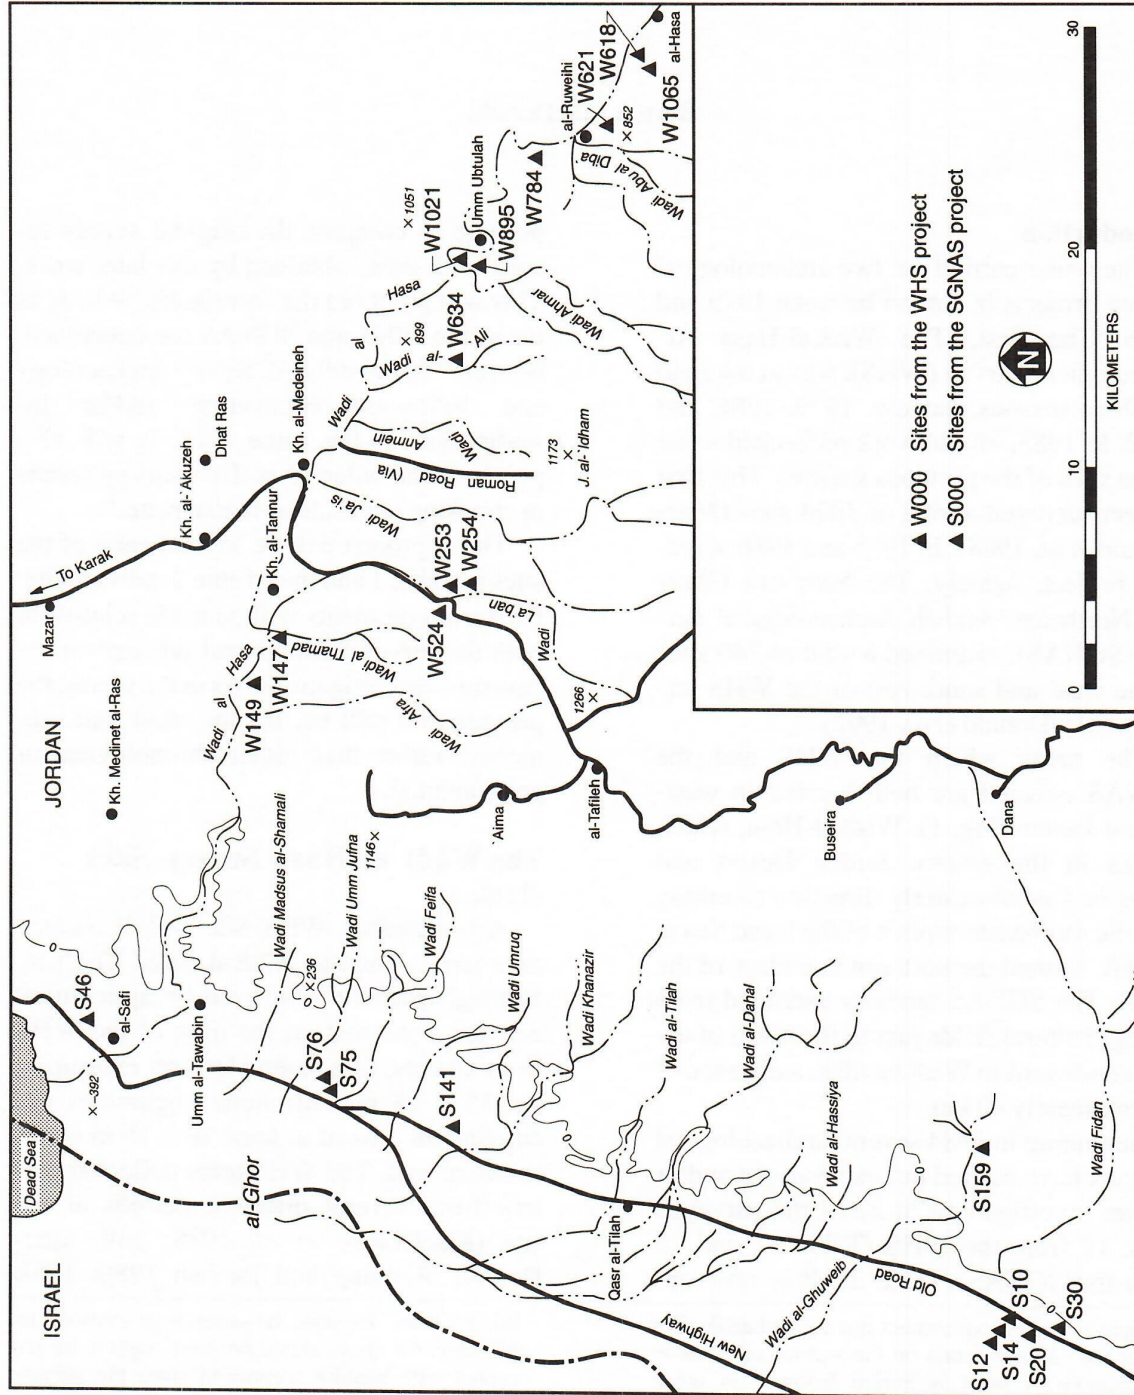 ISRAEL
JORDAN
Dead Sea
To Karak
Mazar
×-392
S46
al-Safi
Kh. Medinet al-Ras
Kh. al-`Akuzeh
Dhat Ras
Umm al-Tawabin
0
Wadi al Hasa
W149
W147
Kh. al-Tannur
Kh. al-Medeineh
Wadi al Hasa
×1051
al-Ghor
Wadi Madsus al-Shamali
0
×236
Wadi al Thamad
Wadi Ja'is
Wadi Anmein
Roman Road (Via
×899
Wadi al-Ali
W634
W1021
Umm Ubtulah
W895
S76
S75
Wadi Umm Jufna
1146×
Wadi Feifa
Wadi `Afra
W524
W253
W254
W784
al-Ruweihi
W621
W618
S141
Wadi Umruq
Aima
Wadi La`ban
1173
×
J. al-`Idham
Wadi Ahmar
×852
Wadi Abu al Diba`
W1065
al-Hasa
Wadi Khanazir
al-Tafileh
1266
×
Qasr al-Tilah
Wadi al-Tilah
Wadi al-Dahal
New Highway
Wadi al-Ghuweib
Wadi al-Hassiya
Buseira
Old Road
0
S159
Dana
S12
S14
S10
S20
S30
0
Wadi Fidan
W000 Sites from the WHS project
S000 Sites from the SGNAS project
N
0 10 20 30
KILOMETERS